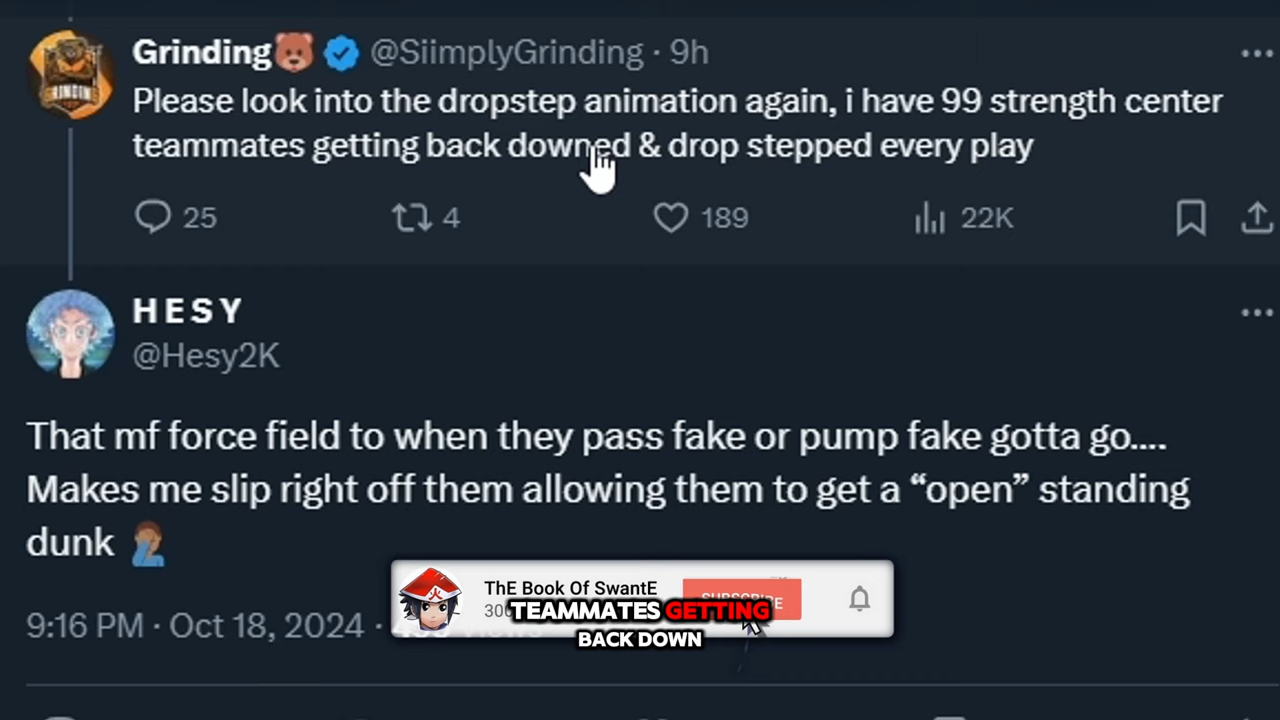 Grinding🐻 @SiimplyGrinding · 9h
Please look into the dropstep animation again, i have 99 strength center
teammates getting back downed & drop stepped every play
25 4 189 22K
H E S Y
@Hesy2K
That mf force field to when they pass fake or pump fake gotta go....
Makes me slip right off them allowing them to get a “open” standing
dunk 🤦🏾‍♂️
ThE Book Of SwantE
SUBSCRIBE
TEAMMATES GETTING
BACK DOWN
9:16 PM · Oct 18, 2024 ·